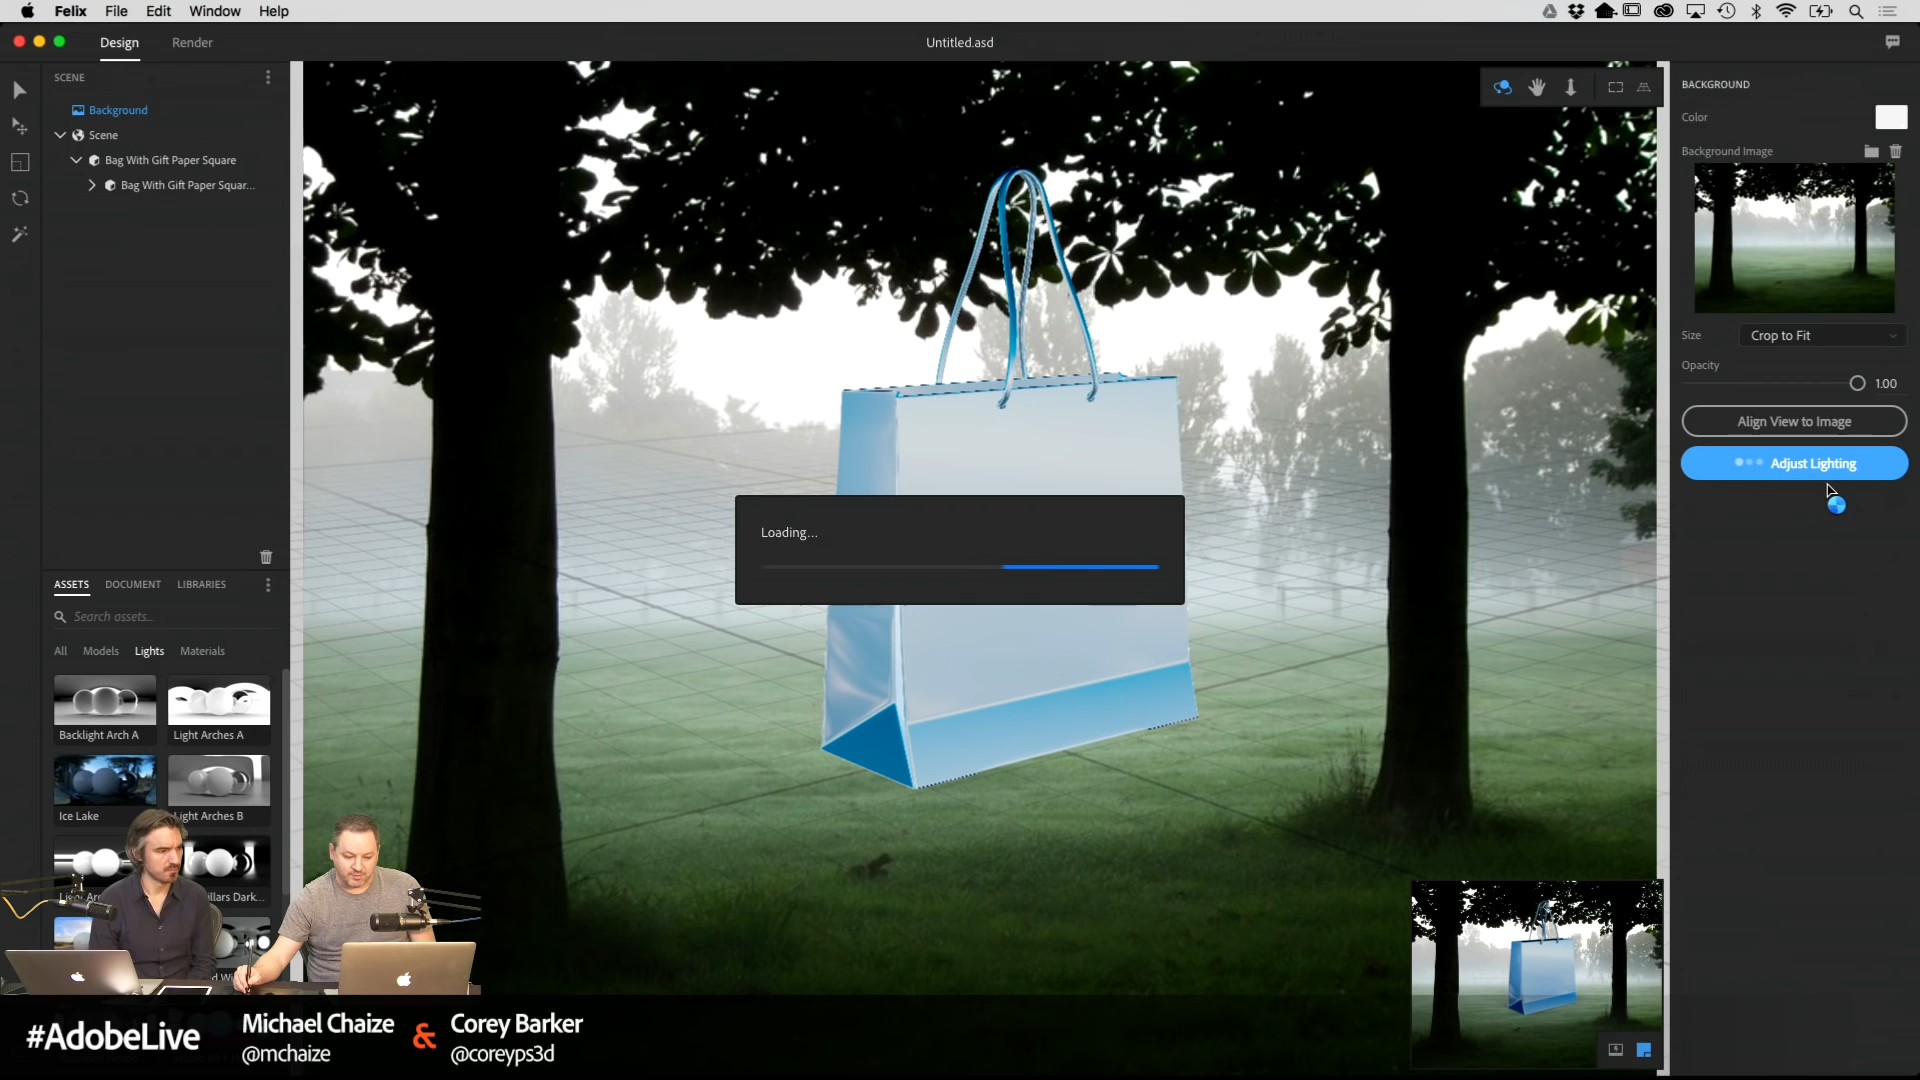 Felix File Edit Window Help
Design Render Untitled.asd
SCENE
Background
Scene
Bag With Gift Paper Square
Bag With Gift Paper Squar...
ASSETS DOCUMENT LIBRARIES
Search assets...
All Models Lights Materials
Backlight Arch A Light Arches A
Ice Lake Light Arches B
illars Dark...
Loading...
BACKGROUND
Color
Background Image
Size Crop to Fit
Opacity
1.00
Align View to Image
Adjust Lighting
#AdobeLive
Michael Chaize & Corey Barker
@mchaize @coreyps3d